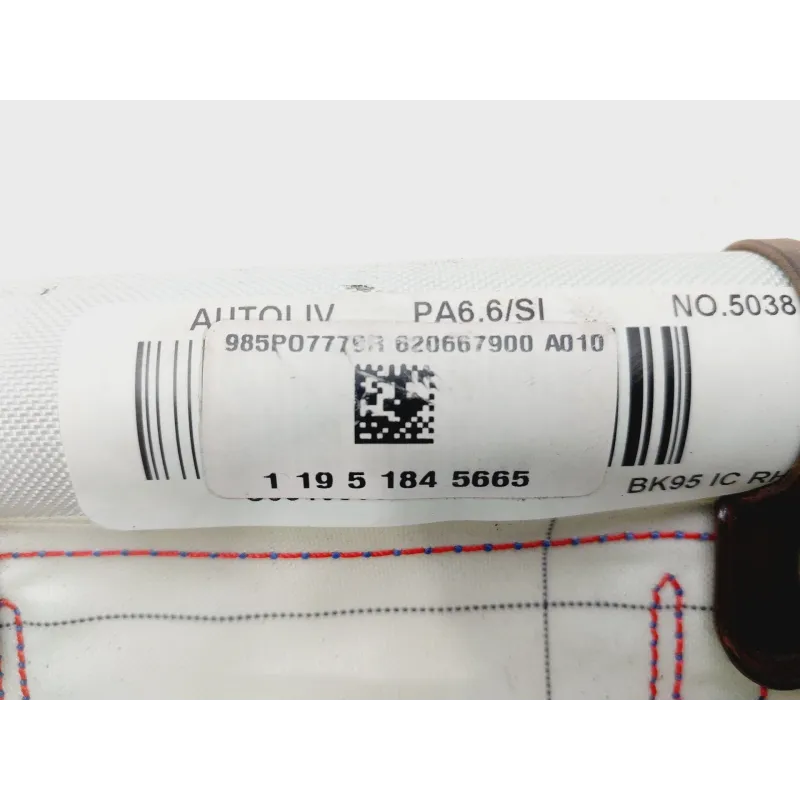 AUTOLIV PA6.6/SI NO.5038
985P07779R 620667900 A010
1 19 5 184 5665
BK95 IC RH